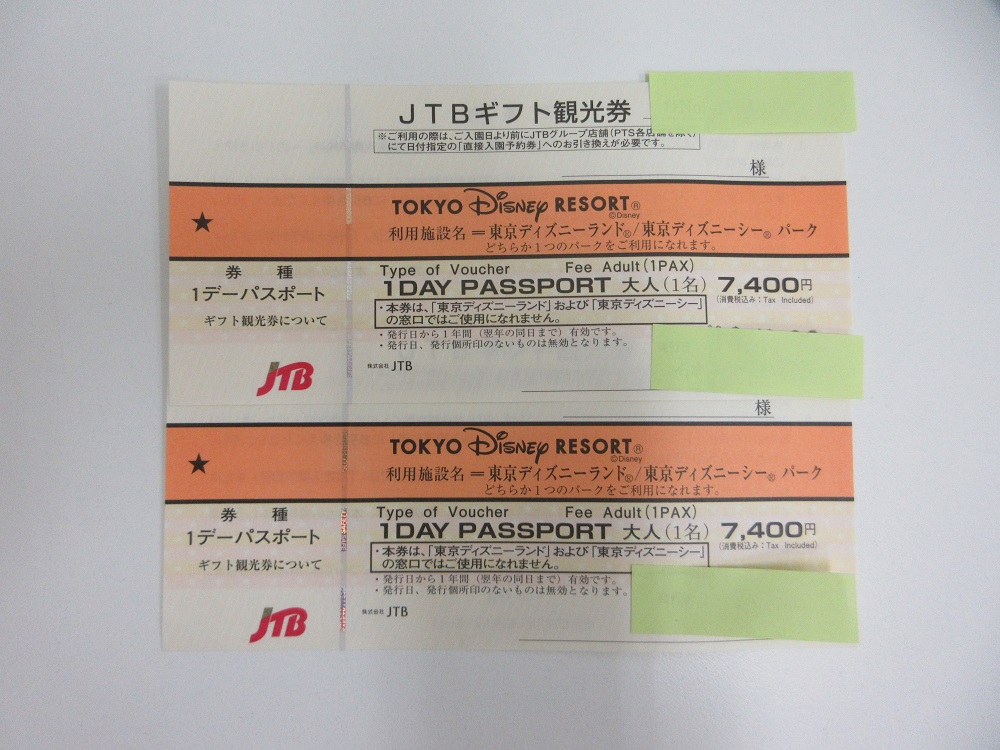 JTBギフト観光券
※ご利用の際は、ご入園日より前にJTBグループ店舗(PTS各店舗を除く)
にて日付指定の「直接入園予約券」へのお引き換えが必要です。
様
★
TOKYO Disney RESORT®
©Disney
利用施設名=東京ディズニーランド®/東京ディズニーシー® パーク
どちらか1つのパークをご利用になれます。
券 種
1デーパスポート
ギフト観光券について
JTB
Type of Voucher Fee Adult(1PAX)
1DAY PASSPORT 大人(1名) 7,400円
(消費税込み:Tax Included)
・本券は、「東京ディズニーランド」および「東京ディズニーシー」
の窓口ではご使用になれません。
・発行日から1年間(翌年の同日まで)有効です。
・発行日、発行個所印のないものは無効となります。
株式会社 JTB
様
★
TOKYO Disney RESORT®
©Disney
利用施設名=東京ディズニーランド®/東京ディズニーシー® パーク
どちらか1つのパークをご利用になれます。
券 種
1デーパスポート
ギフト観光券について
JTB
Type of Voucher Fee Adult(1PAX)
1DAY PASSPORT 大人(1名) 7,400円
(消費税込み:Tax Included)
・本券は、「東京ディズニーランド」および「東京ディズニーシー」
の窓口ではご使用になれません。
・発行日から1年間(翌年の同日まで)有効です。
・発行日、発行個所印のないものは無効となります。
株式会社 JTB